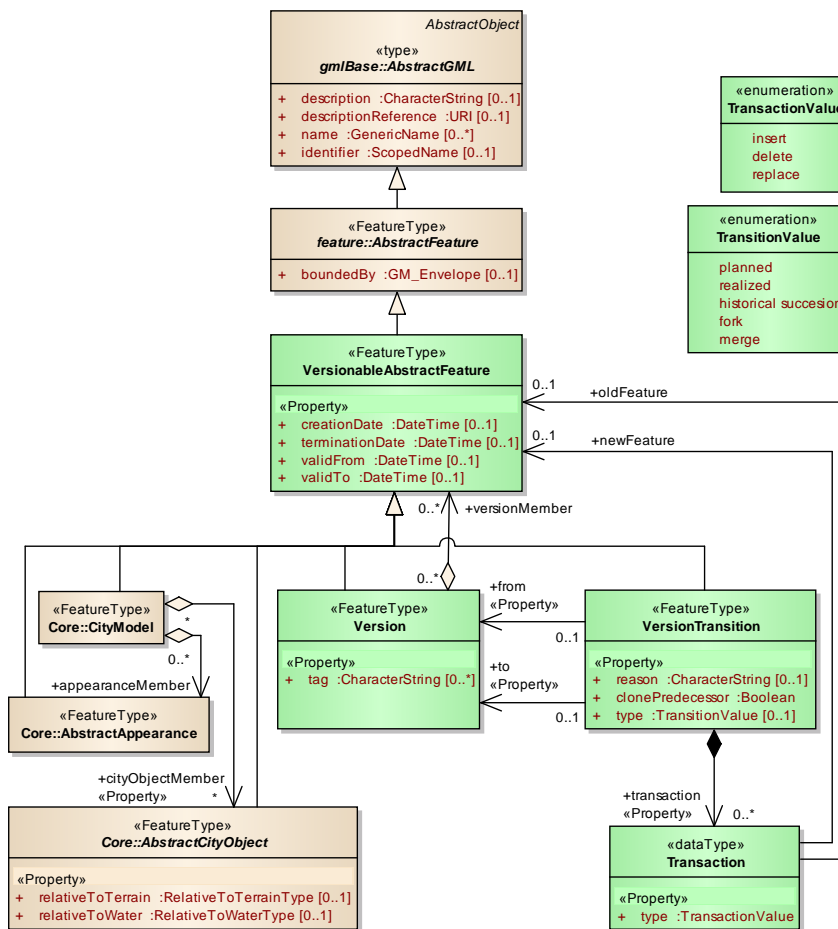 AbstractObject
«type»
gmlBase::AbstractGML
+ description :CharacterString [0..1]
+ descriptionReference :URI [0..1]
+ name :GenericName [0..*]
+ identifier :ScopedName [0..1]
«enumeration»
TransactionValue
insert
delete
replace
«FeatureType»
feature::AbstractFeature
+ boundedBy :GM_Envelope [0..1]
«enumeration»
TransitionValue
planned
realized
historical succesion
fork
merge
«FeatureType»
VersionableAbstractFeature
«Property»
+ creationDate :DateTime [0..1]
+ terminationDate :DateTime [0..1]
+ validFrom :DateTime [0..1]
+ validTo :DateTime [0..1]
0..1
+oldFeature
0..1
+newFeature
0..*
+versionMember
0..*
«FeatureType»
Core::CityModel
*
0..*
+appearanceMember
«FeatureType»
Core::AbstractAppearance
«FeatureType»
Version
«Property»
+ tag :CharacterString [0..*]
+from
«Property»
0..1
+to
«Property»
0..1
«FeatureType»
VersionTransition
«Property»
+ reason :CharacterString [0..1]
+ clonePredecessor :Boolean
+ type :TransitionValue [0..1]
+cityObjectMember
«Property»
*
«FeatureType»
Core::AbstractCityObject
«Property»
+ relativeToTerrain :RelativeToTerrainType [0..1]
+ relativeToWater :RelativeToWaterType [0..1]
+transaction
«Property»
0..*
«dataType»
Transaction
«Property»
+ type :TransactionValue